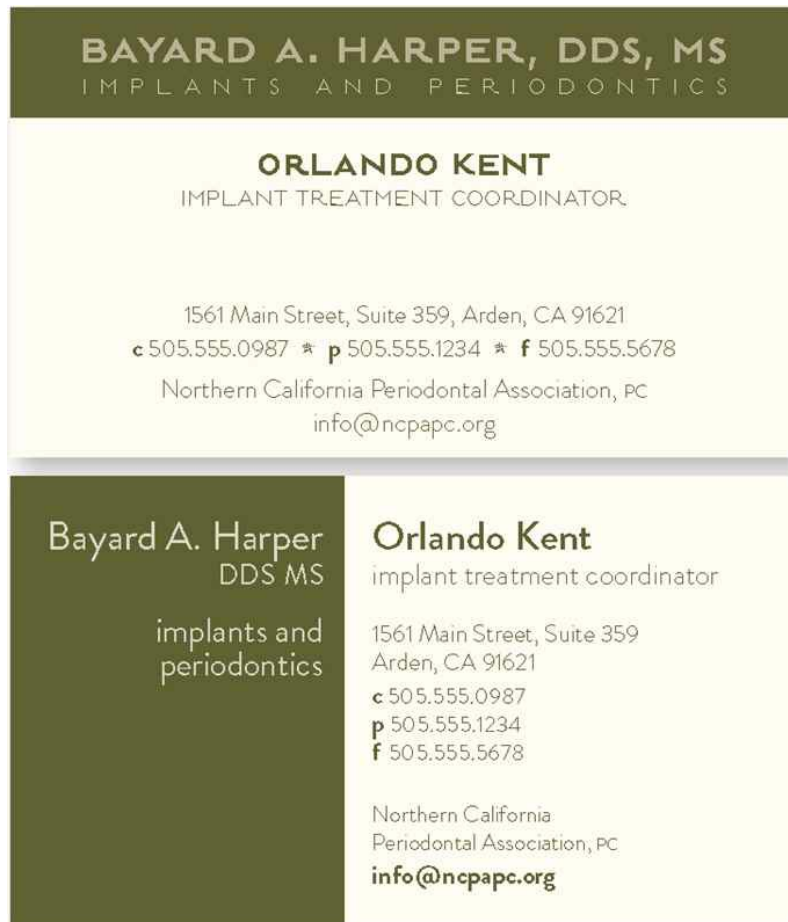 BAYARD A. HARPER, DDS, MS
IMPLANTS AND PERIODONTICS
ORLANDO KENT
IMPLANT TREATMENT COORDINATOR
1561 Main Street, Suite 359, Arden, CA 91621
c 505.555.0987 * p 505.555.1234 * f 505.555.5678
Northern California Periodontal Association, PC
info@ncpapc.org
Bayard A. Harper
DDS MS
implants and
periodontics
Orlando Kent
implant treatment coordinator
1561 Main Street, Suite 359
Arden, CA 91621
c 505.555.0987
p 505.555.1234
f 505.555.5678
Northern California
Periodontal Association, PC
info@ncpapc.org